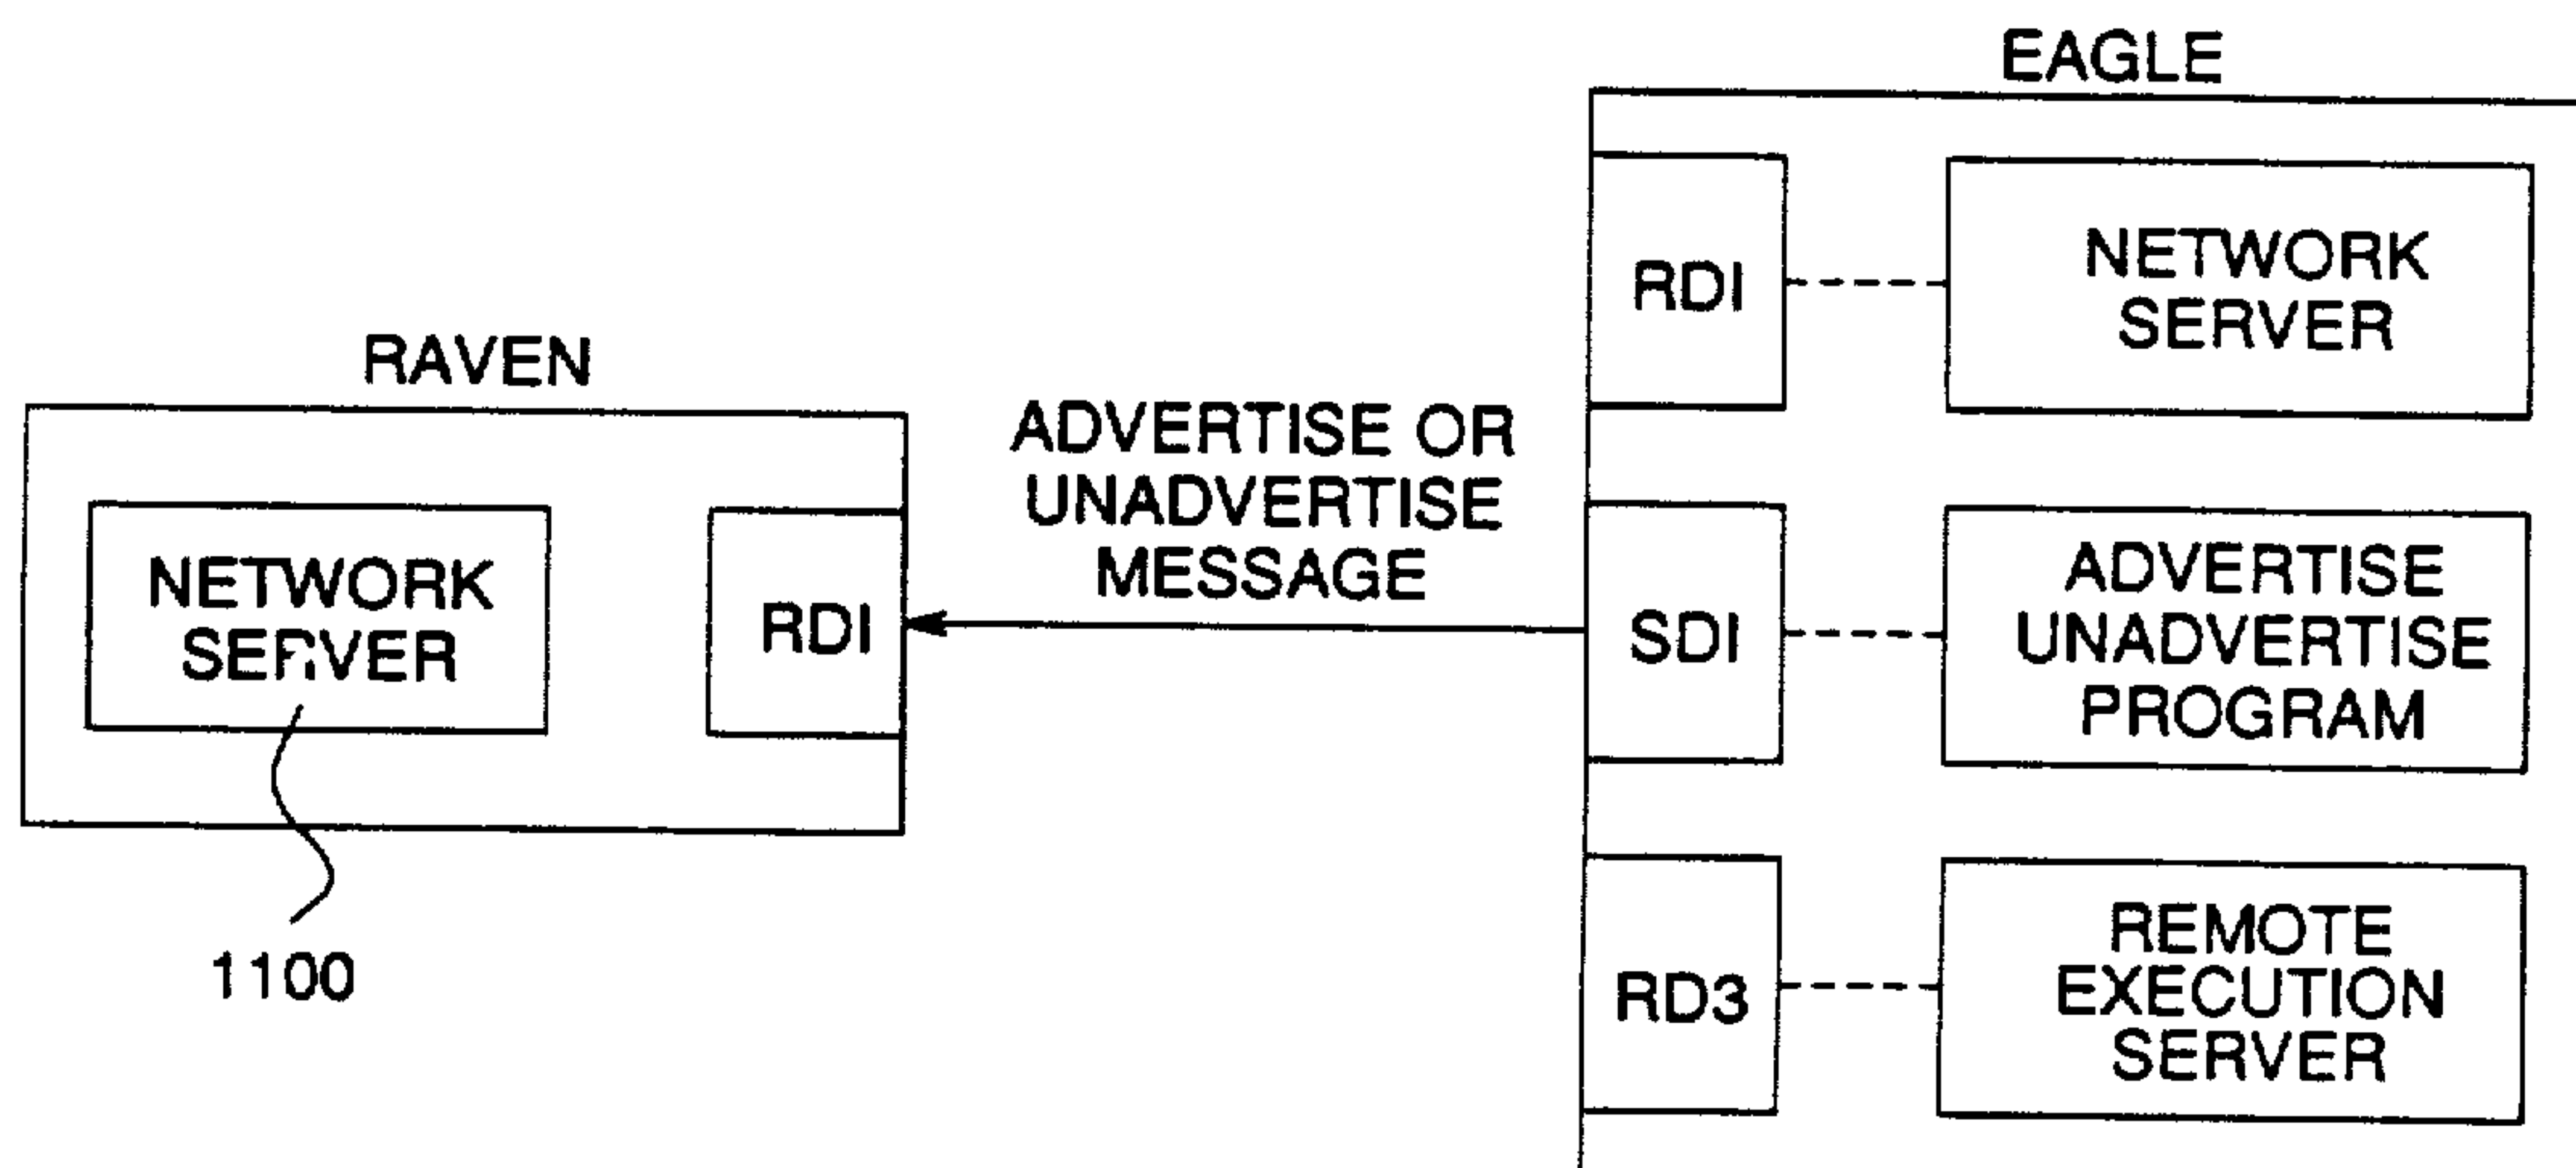 EAGLE
RDI
NETWORK
SERVER
RAVEN
NETWORK
SERVER
RDI
1100
ADVERTISE OR
UNADVERTISE
MESSAGE
SDI
ADVERTISE
UNADVERTISE
PROGRAM
RD3
REMOTE
EXECUTION
SERVER